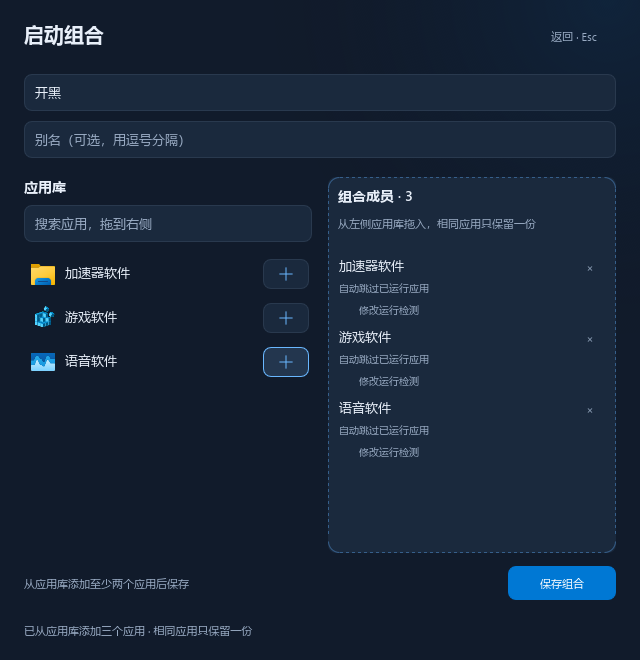 启动组合
返回 · Esc
开黑
别名（可选，用逗号分隔）
应用库
搜索应用，拖到右侧
加速器软件
游戏软件
语音软件
组合成员 · 3
从左侧应用库拖入，相同应用只保留一份
加速器软件
×
自动跳过已运行应用
修改运行检测
游戏软件
×
自动跳过已运行应用
修改运行检测
语音软件
×
自动跳过已运行应用
修改运行检测
从应用库添加至少两个应用后保存
保存组合
已从应用库添加三个应用 · 相同应用只保留一份